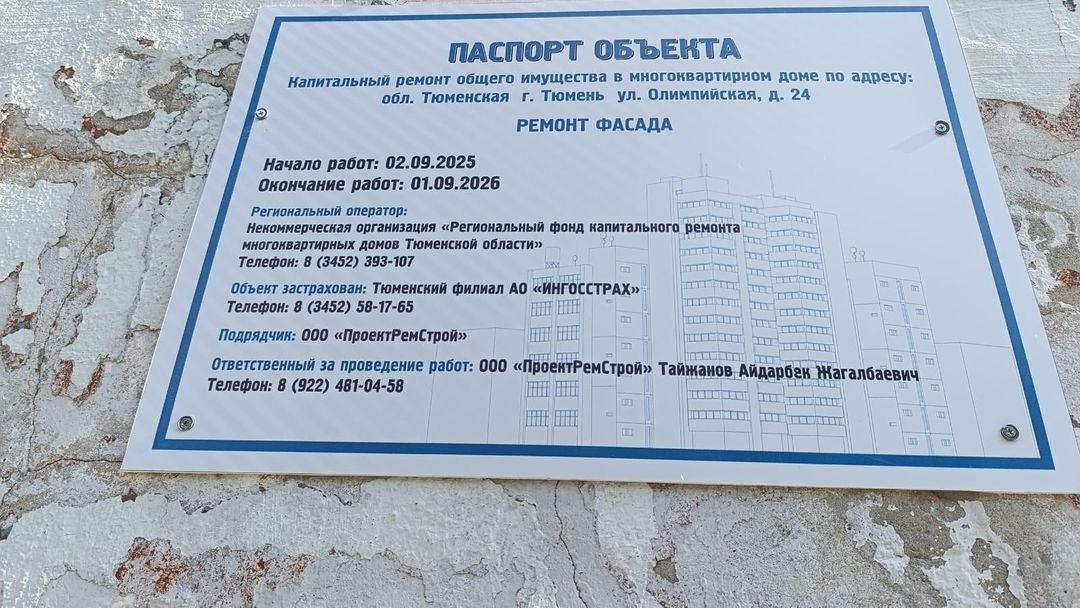 ПАСПОРТ ОБЪЕКТА
Капитальный ремонт общего имущества в многоквартирном доме по адресу:
обл. Тюменская г. Тюмень ул. Олимпийская, д. 24
РЕМОНТ ФАСАДА
Начало работ: 02.09.2025
Окончание работ: 01.09.2026
Региональный оператор:
Некоммерческая организация «Региональный фонд капитального ремонта
многоквартирных домов Тюменской области»
Телефон: 8 (3452) 393-107
Объект застрахован: Тюменский филиал АО «ИНГОССТРАХ»
Телефон: 8 (3452) 58-17-65
Подрядчик: ООО «ПроектРемСтрой»
Ответственный за проведение работ: ООО «ПроектРемСтрой» Тайжанов Айдарбек Жагалбаевич
Телефон: 8 (922) 481-04-58